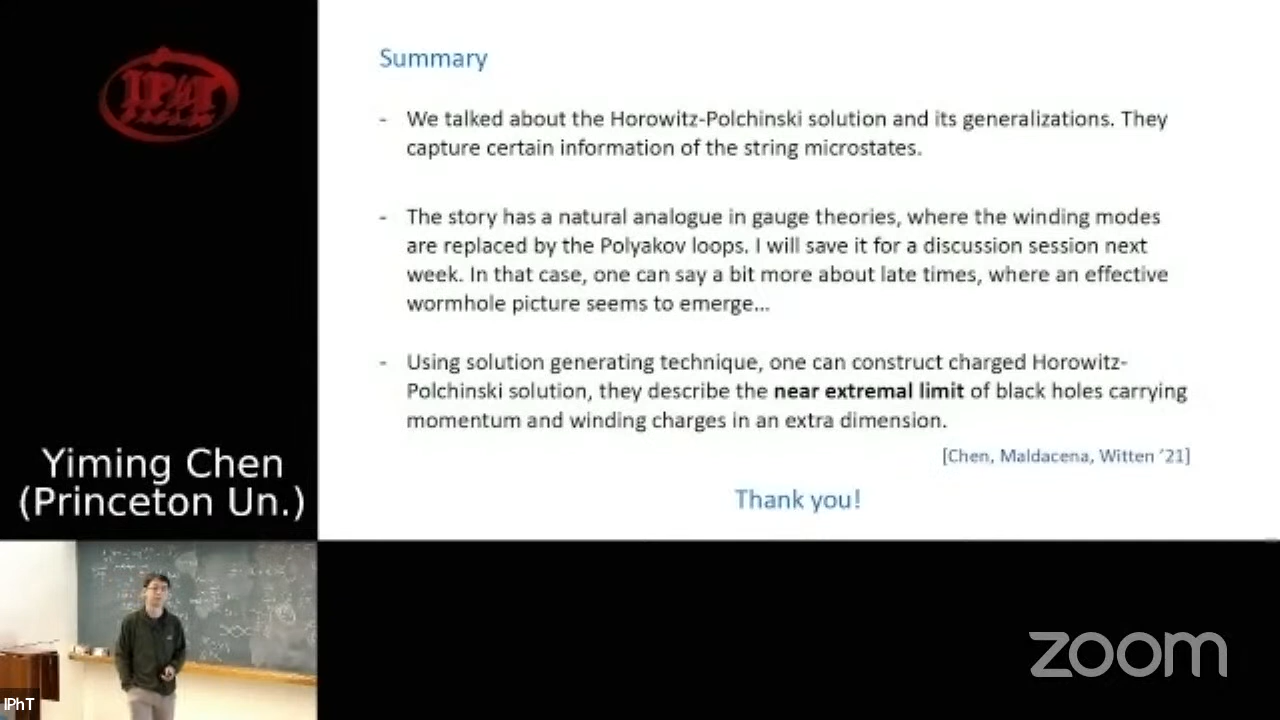 IPhT
Summary
- We talked about the Horowitz-Polchinski solution and its generalizations. They
capture certain information of the string microstates.
- The story has a natural analogue in gauge theories, where the winding modes
are replaced by the Polyakov loops. I will save it for a discussion session next
week. In that case, one can say a bit more about late times, where an effective
wormhole picture seems to emerge...
- Using solution generating technique, one can construct charged Horowitz-
Polchinski solution, they describe the near extremal limit of black holes carrying
momentum and winding charges in an extra dimension.
[Chen, Maldacena, Witten '21]
Thank you!
Yiming Chen
(Princeton Un.)
IPhT
zoom